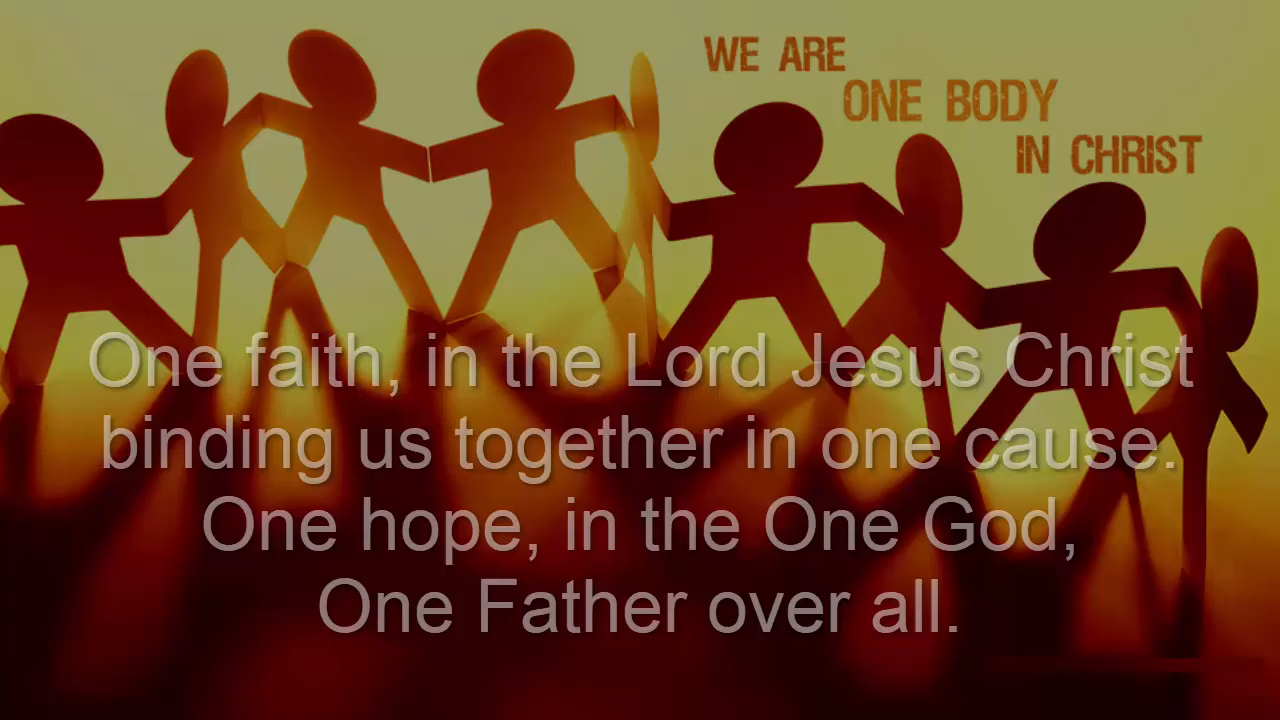 WE ARE
ONE BODY
IN CHRIST
One faith, in the Lord Jesus Christ
binding us together in one cause.
One hope, in the One God,
One Father over all.